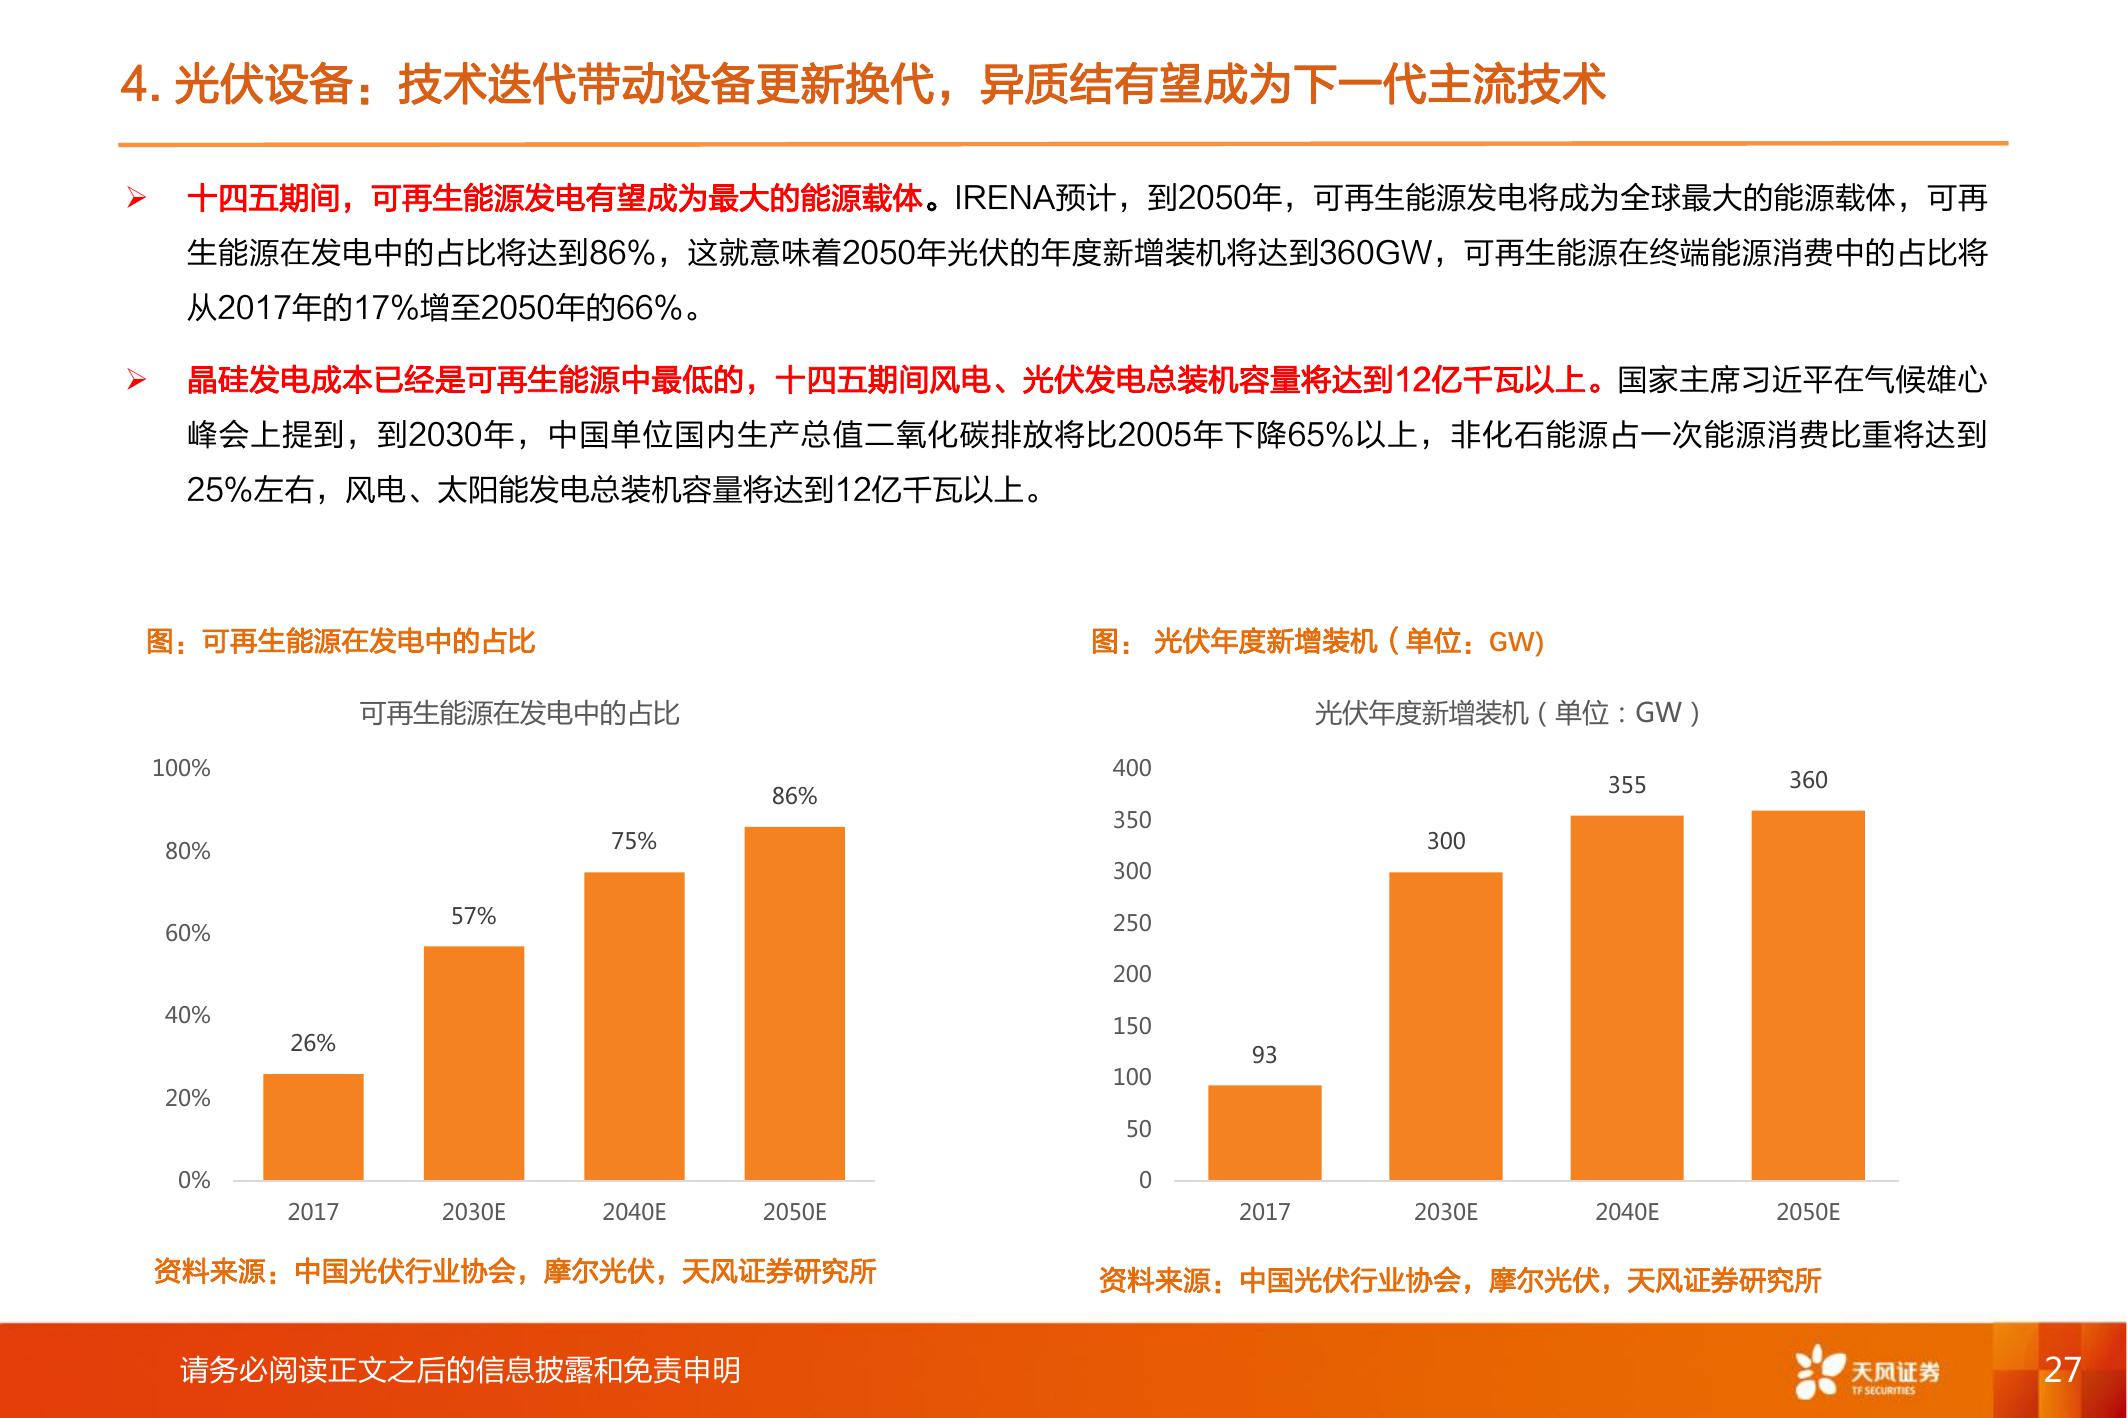 4. 光伏设备：技术迭代带动设备更新换代，异质结有望成为下一代主流技术
➢ 十四五期间，可再生能源发电有望成为最大的能源载体。IRENA预计，到2050年，可再生能源发电将成为全球最大的能源载体，可再
生能源在发电中的占比将达到86%，这就意味着2050年光伏的年度新增装机将达到360GW，可再生能源在终端能源消费中的占比将
从2017年的17%增至2050年的66%。
➢ 晶硅发电成本已经是可再生能源中最低的，十四五期间风电、光伏发电总装机容量将达到12亿千瓦以上。国家主席习近平在气候雄心
峰会上提到，到2030年，中国单位国内生产总值二氧化碳排放将比2005年下降65%以上，非化石能源占一次能源消费比重将达到
25%左右，风电、太阳能发电总装机容量将达到12亿千瓦以上。
图：可再生能源在发电中的占比
可再生能源在发电中的占比
100%
80%
60%
40%
20%
0%
26%
57%
75%
86%
2017
2030E
2040E
2050E
资料来源：中国光伏行业协会，摩尔光伏，天风证券研究所
图： 光伏年度新增装机（单位：GW)
光伏年度新增装机（单位：GW）
400
350
300
250
200
150
100
50
0
93
300
355
360
2017
2030E
2040E
2050E
资料来源：中国光伏行业协会，摩尔光伏，天风证券研究所
请务必阅读正文之后的信息披露和免责申明
天风证券
TF SECURITIES
27